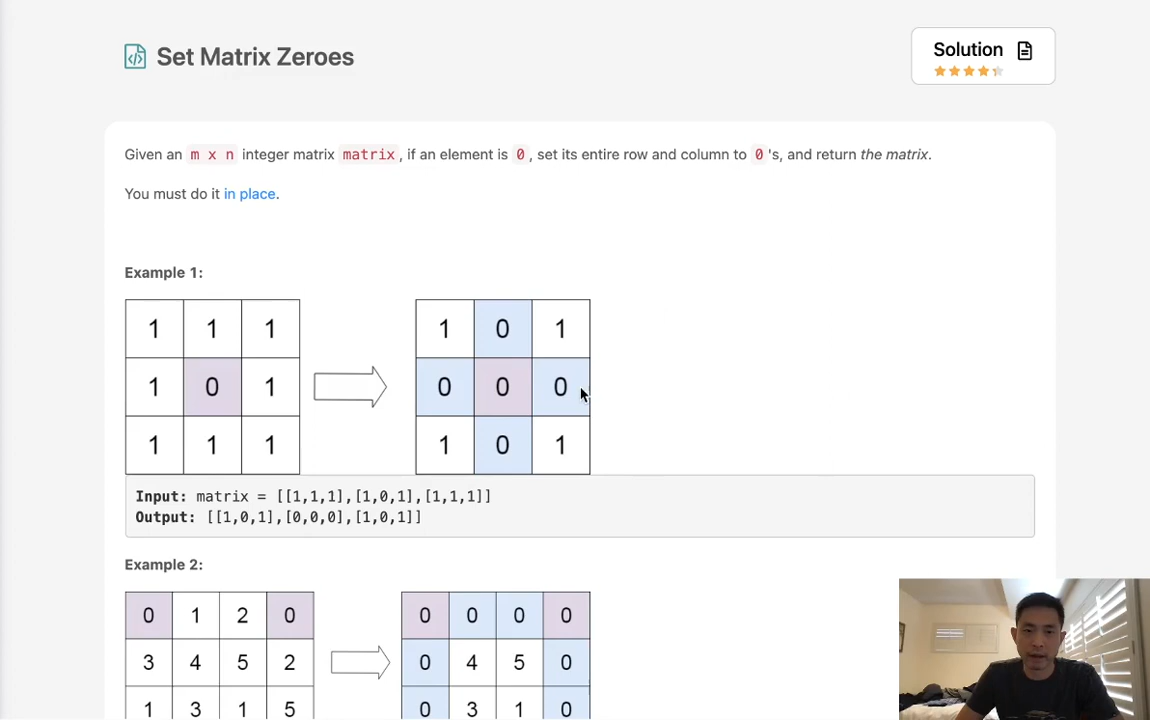 Set Matrix Zeroes
Solution
Given an m x n integer matrix matrix, if an element is 0, set its entire row and column to 0 's, and return the matrix.
You must do it in place.
Example 1:
1 1 1 1 0 1
1 0 1 0 0 0
1 1 1 1 0 1
Input: matrix = [[1,1,1],[1,0,1],[1,1,1]]
Output: [[1,0,1],[0,0,0],[1,0,1]]
Example 2:
0 1 2 0 0 0 0 0
3 4 5 2 0 4 5 0
1 3 1 5 0 3 1 0